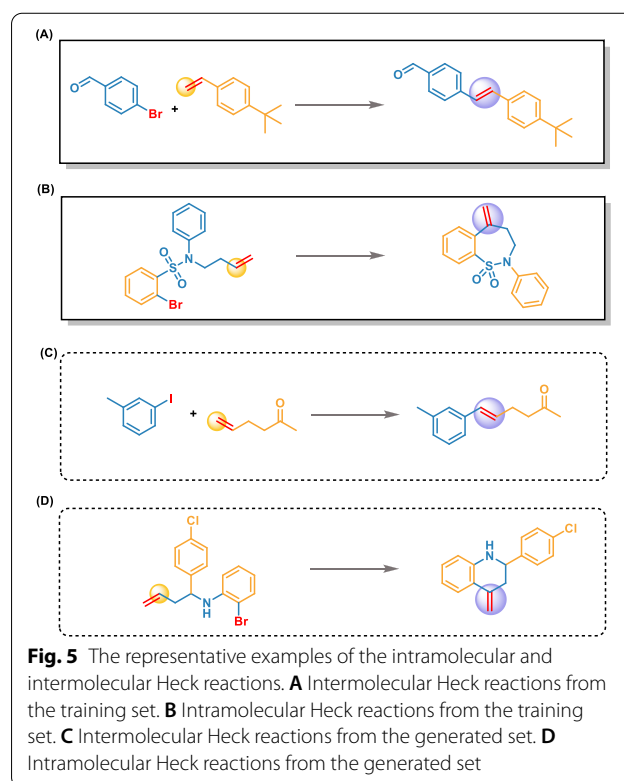 (A)
O
Br
+
(B)
O
N
S
O
Br
S
N
O
O
(C)
I
+
O
O
(D)
Cl
N
H
Br
H
N
Cl
Fig. 5 The representative examples of the intramolecular and
intermolecular Heck reactions. A Intermolecular Heck reactions from
the training set. B Intramolecular Heck reactions from the training
set. C Intermolecular Heck reactions from the generated set. D
Intramolecular Heck reactions from the generated set